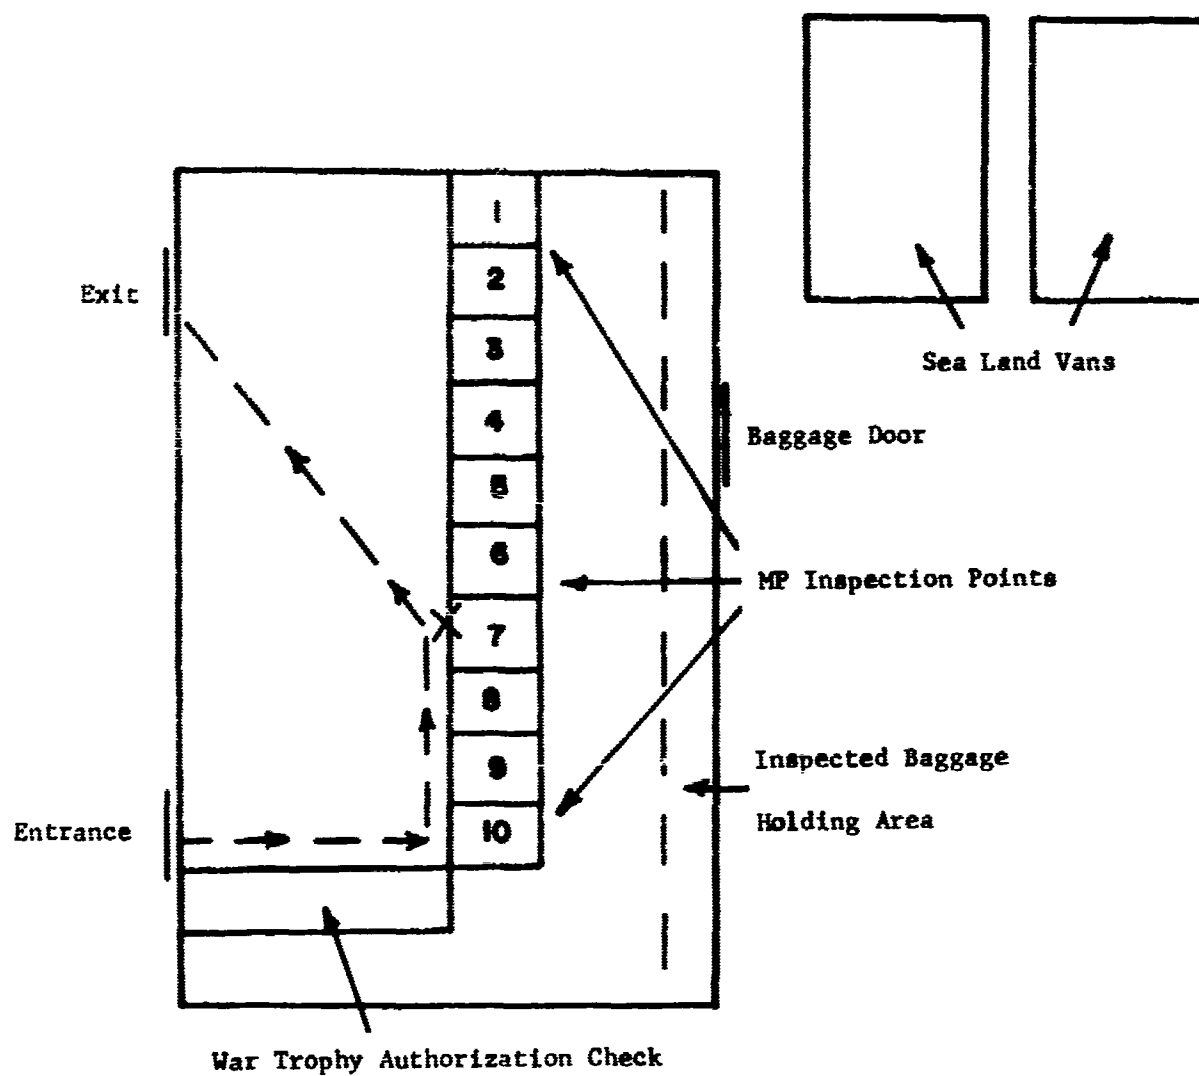 1
2
Exit
3
Sea Land Vans
4
Baggage Door
5
6
MP Inspection Points
7
8
9
Inspected Baggage
Holding Area
Entrance
10
War Trophy Authorization Check